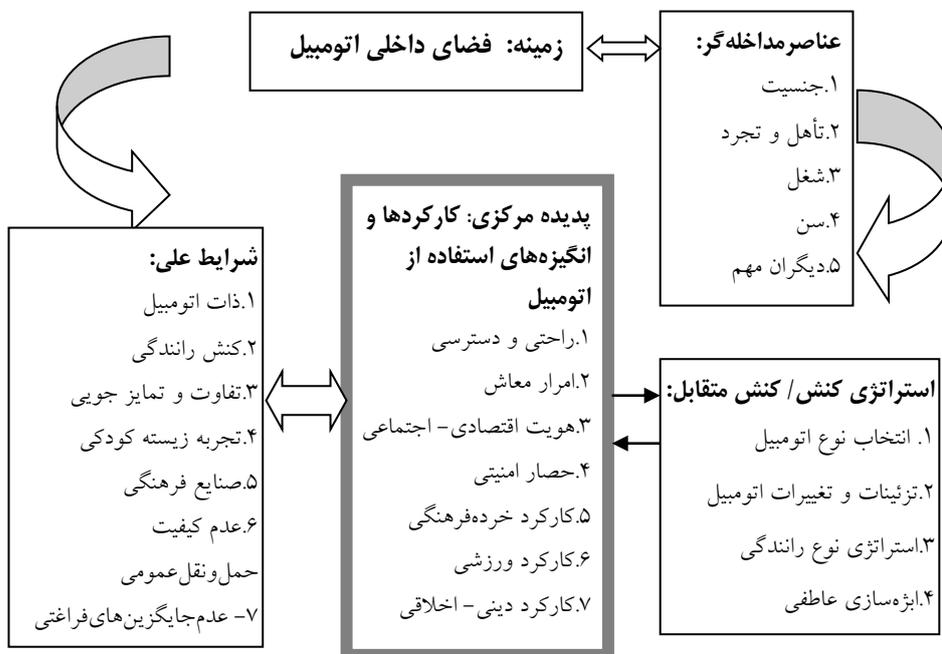 زمینه: فضای داخلی اتومبیل
عناصرمداخله‌گر:
۱.جنسیت
۲.تأهل و تجرد
۳.شغل
۴.سن
۵.دیگران مهم
پدیده مرکزی: کارکردها و
انگیزه‌های استفاده از
اتومبیل
۱.راحتی و دسترسی
۲.امرار معاش
۳.هویت اقتصادی- اجتماعی
۴.حصار امنیتی
۵.کارکرد خرده‌فرهنگی
۶.کارکرد ورزشی
۷.کارکرد دینی- اخلاقی
شرایط علی:
۱.ذات اتومبیل
۲.کنش رانندگی
۳.تفاوت و تمایز جویی
۴.تجربه زیسته کودکی
۵.صنایع فرهنگی
۶.عدم کیفیت
حمل‌ونقل‌عمومی
۷- عدم‌جایگزین‌های‌فراغتی
استراتژی کنش/ کنش متقابل:
۱. انتخاب نوع اتومبیل
۲.تزئینات و تغییرات اتومبیل
۳.استراتژی نوع رانندگی
۴.ابژه‌سازی عاطفی